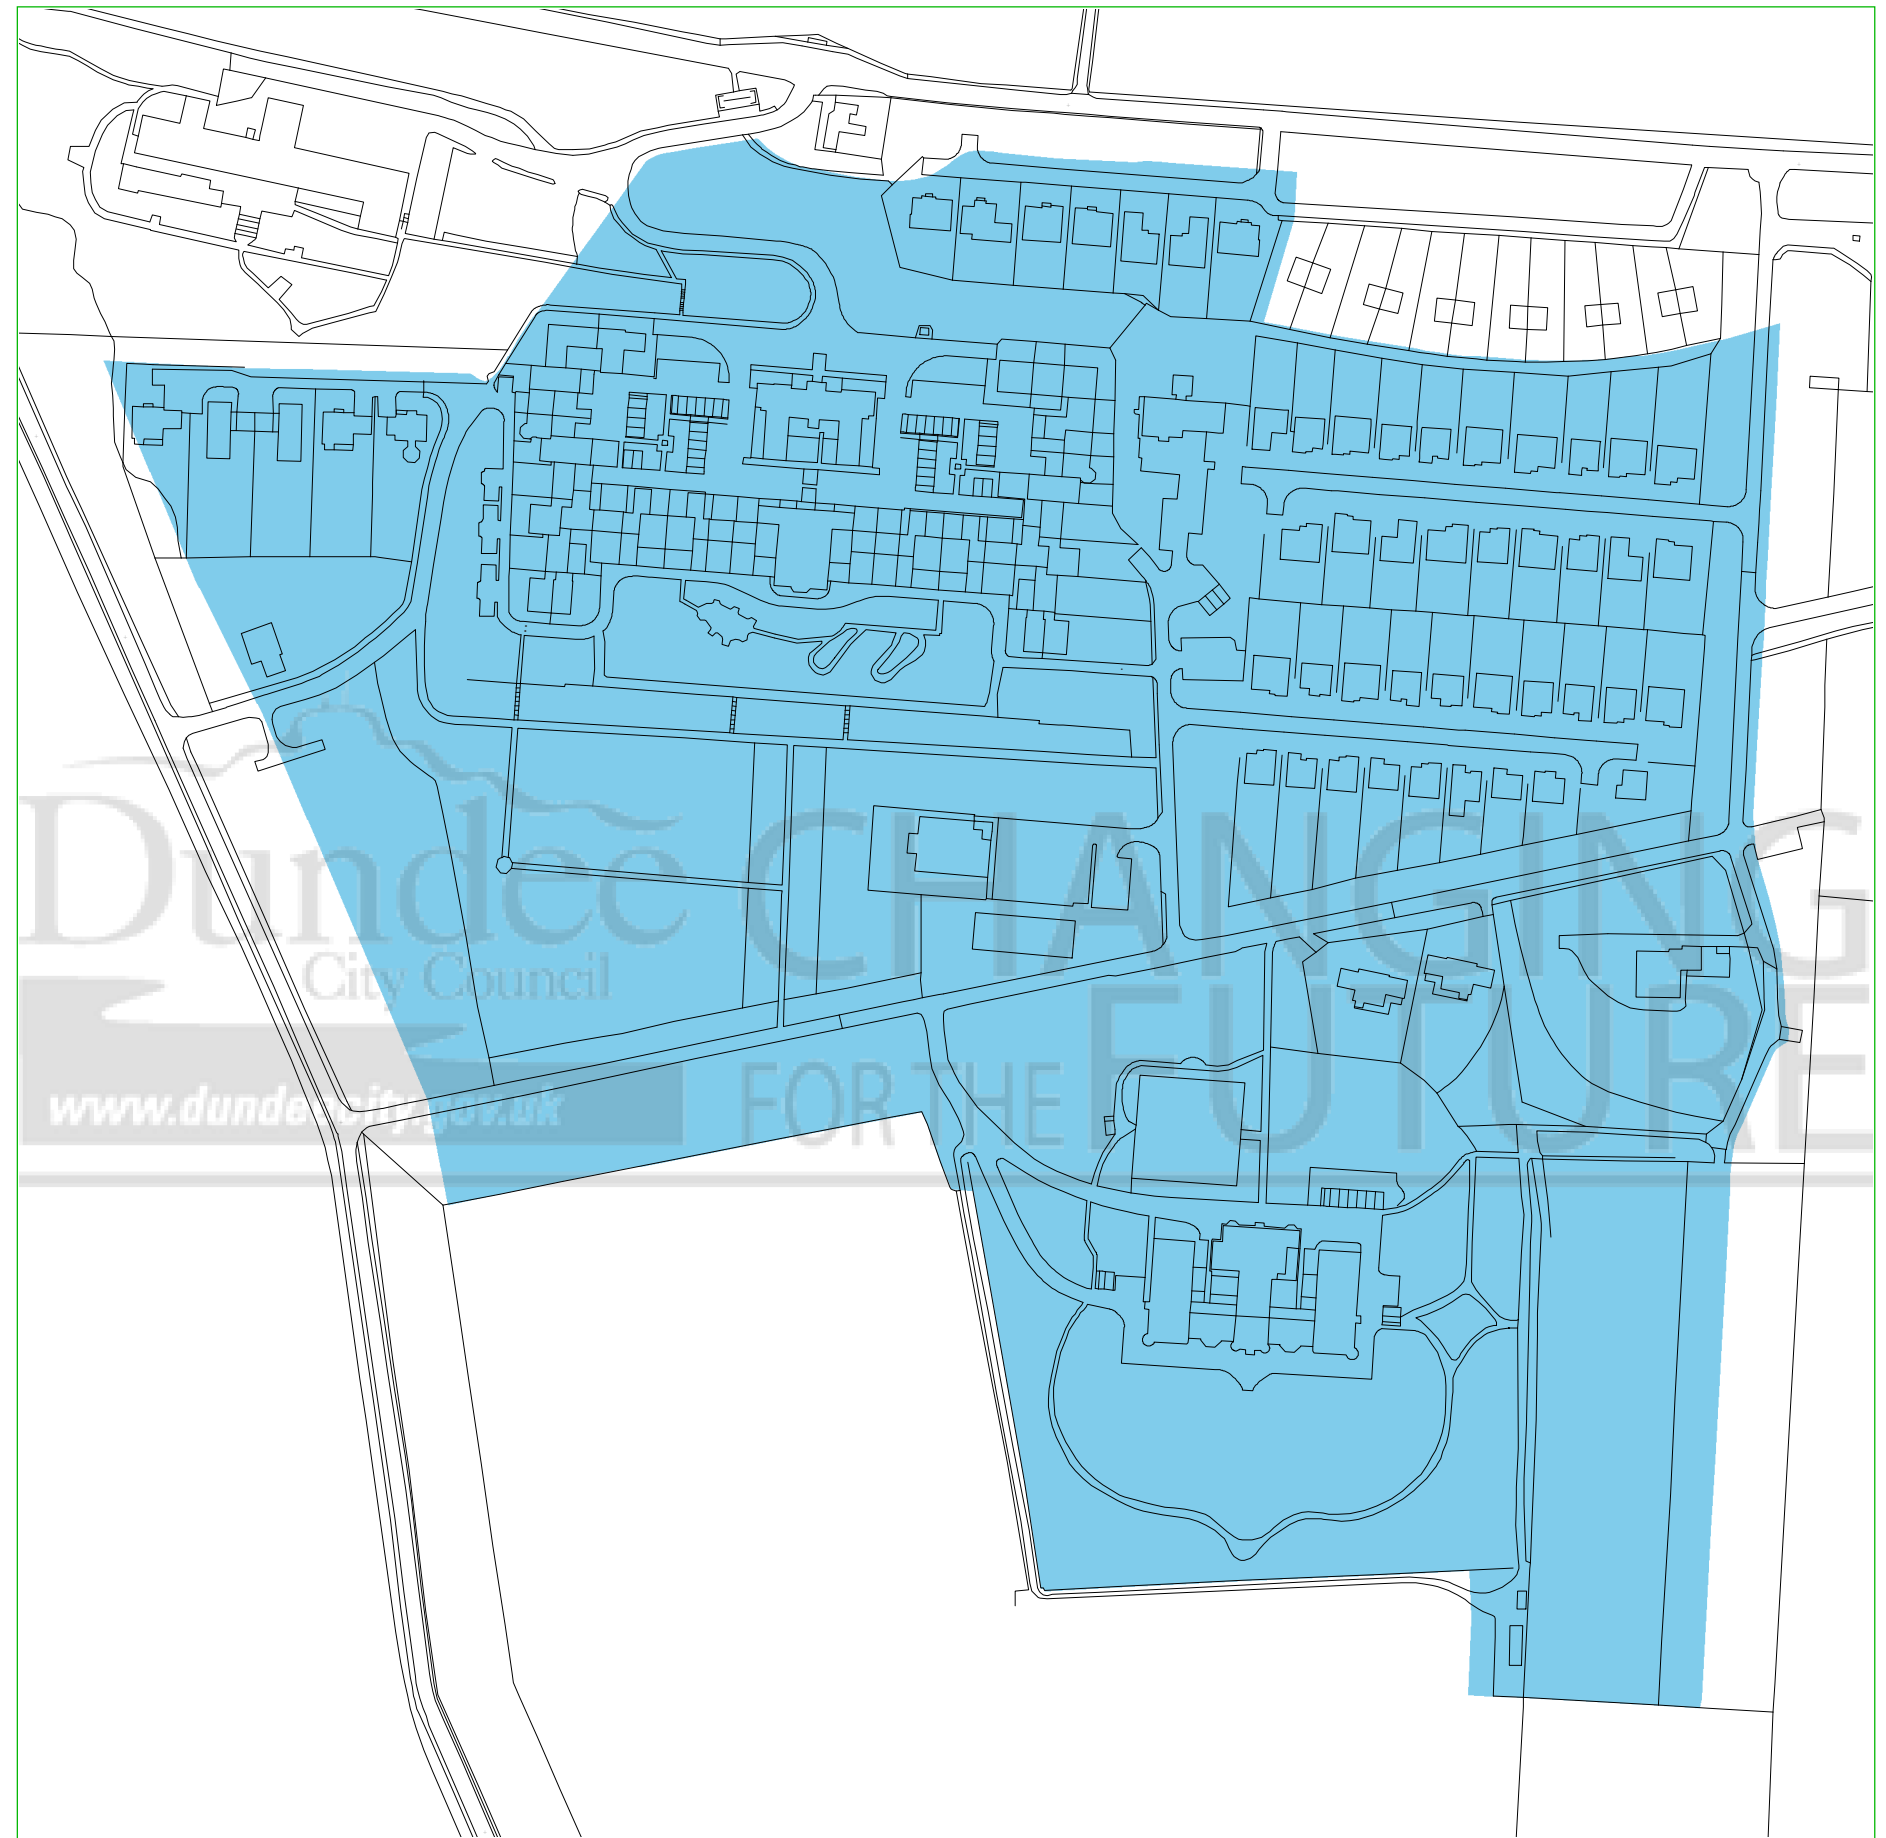 Dundee
City Council
www.dundeecity.gov.uk
CHANGING
FOR THE FUTURE